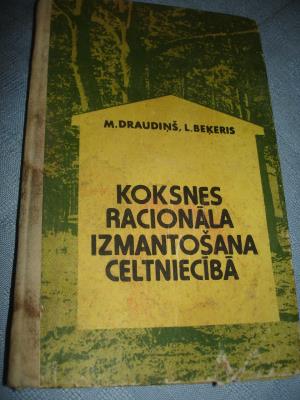 M.DRAUDIŅŠ, L.BEĶERIS
KOKSNES
RACIONĀLA
IZMANTOŠANA
CELTNIECĪBĀ